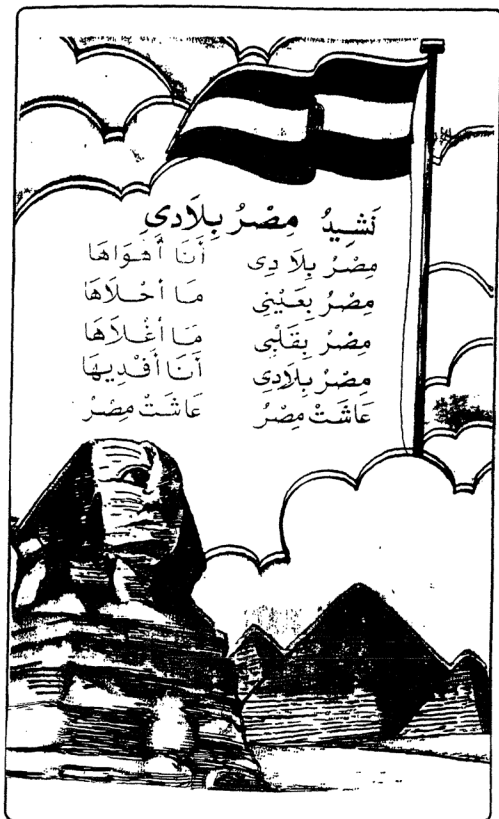 نَشِيدُ مِصْرُ بِلَادِي
مِصْرُ بِلَادِى أَنَا أَهْوَاهَا
مِصْرُ بِعَيْنِى مَا أَحْلَاهَا
مِصْرُ بِقَلْبِى مَا أَغْلَاهَا
مِصْرُ بِلَادِى أَنَا أَفْدِيهَا
عَاشَتْ مِصْرُ عَاشَتْ مِصْرُ